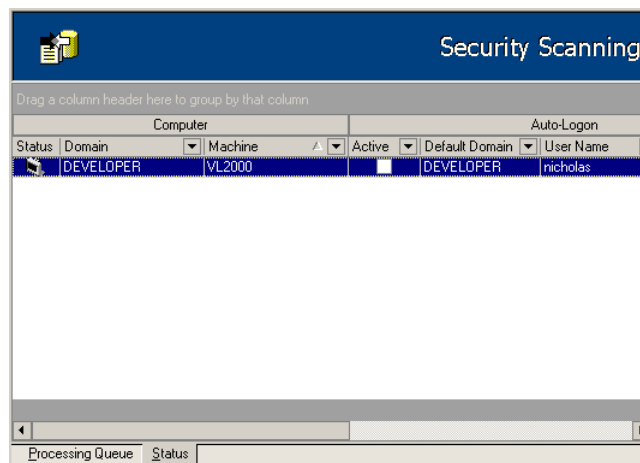 Security Scanning
Drag a column header here to group by that column
Computer Auto-Logon
Status Domain Machine Active Default Domain User Name
DEVELOPER VL2000 DEVELOPER nicholas
Processing Queue Status